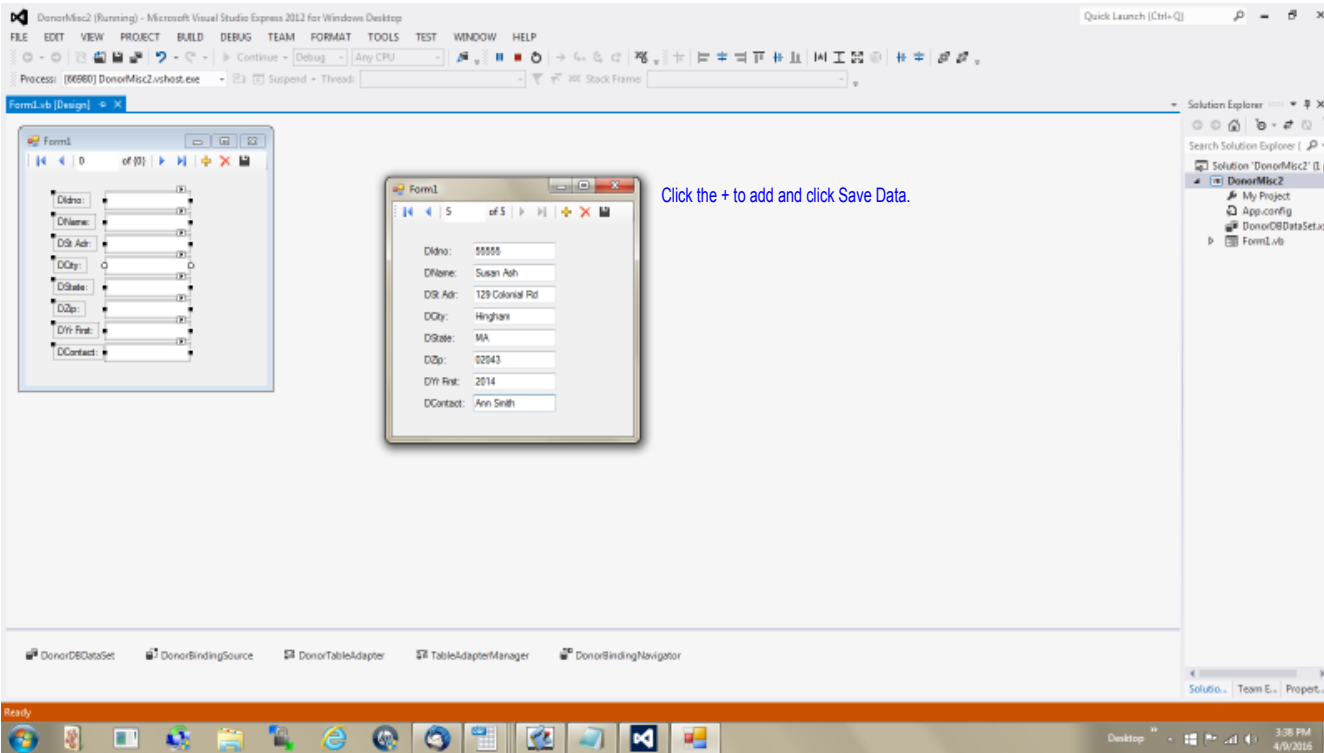 DonorMisc2 (Running) - Microsoft Visual Studio Express 2012 for Windows Desktop
Quick Launch (Ctrl+Q)
FILE EDIT VIEW PROJECT BUILD DEBUG TEAM FORMAT TOOLS TEST WINDOW HELP
Continue Debug Any CPU
Process: [66980] DonorMisc2.vshost.exe Suspend Thread: Stack Frame
Form1.vb [Design]
Solution Explorer
Search Solution Explorer (
Solution 'DonorMisc2' (1
DonorMisc2
My Project
App.config
DonorDBDataSet.xs
Form1.vb
Form1
0 of {0}
DIdno:
DName:
DSt Adr:
DCity:
DState:
DZip:
DYr First:
DContact:
Form1
5 of 5
DIdno: 55555
DName: Susan Ash
DSt Adr: 129 Colonial Rd
DCity: Hingham
DState: MA
DZip: 02043
DYr First: 2014
DContact: Ann Smith
Click the + to add and click Save Data.
DonorDBDataSet DonorBindingSource DonorTableAdapter TableAdapterManager DonorBindingNavigator
Solutio... Team E... Propert...
Ready
Desktop
3:38 PM
4/9/2016